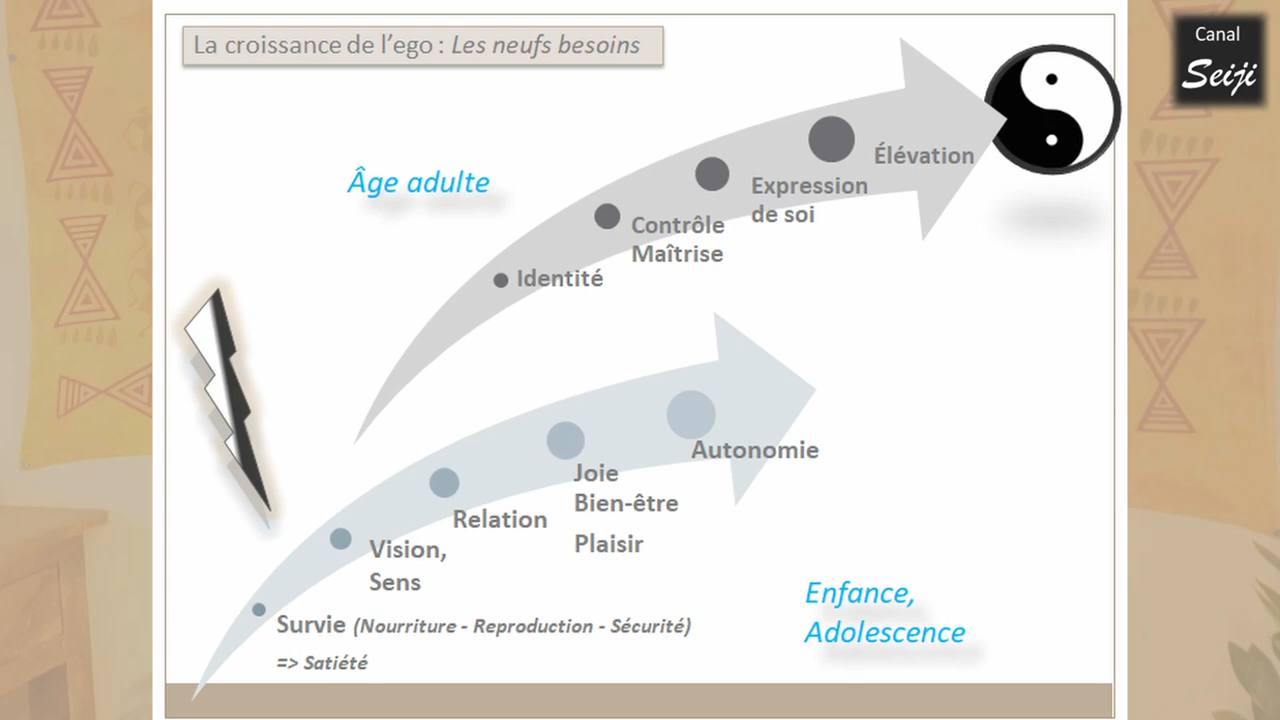 La croissance de l'ego : Les neufs besoins
Canal
Seiji
Âge adulte
Élévation
Expression
de soi
Contrôle
Maîtrise
Identité
Autonomie
Joie
Bien-être
Plaisir
Relation
Vision,
Sens
Survie (Nourriture - Reproduction - Sécurité)
=> Satiété
Enfance,
Adolescence